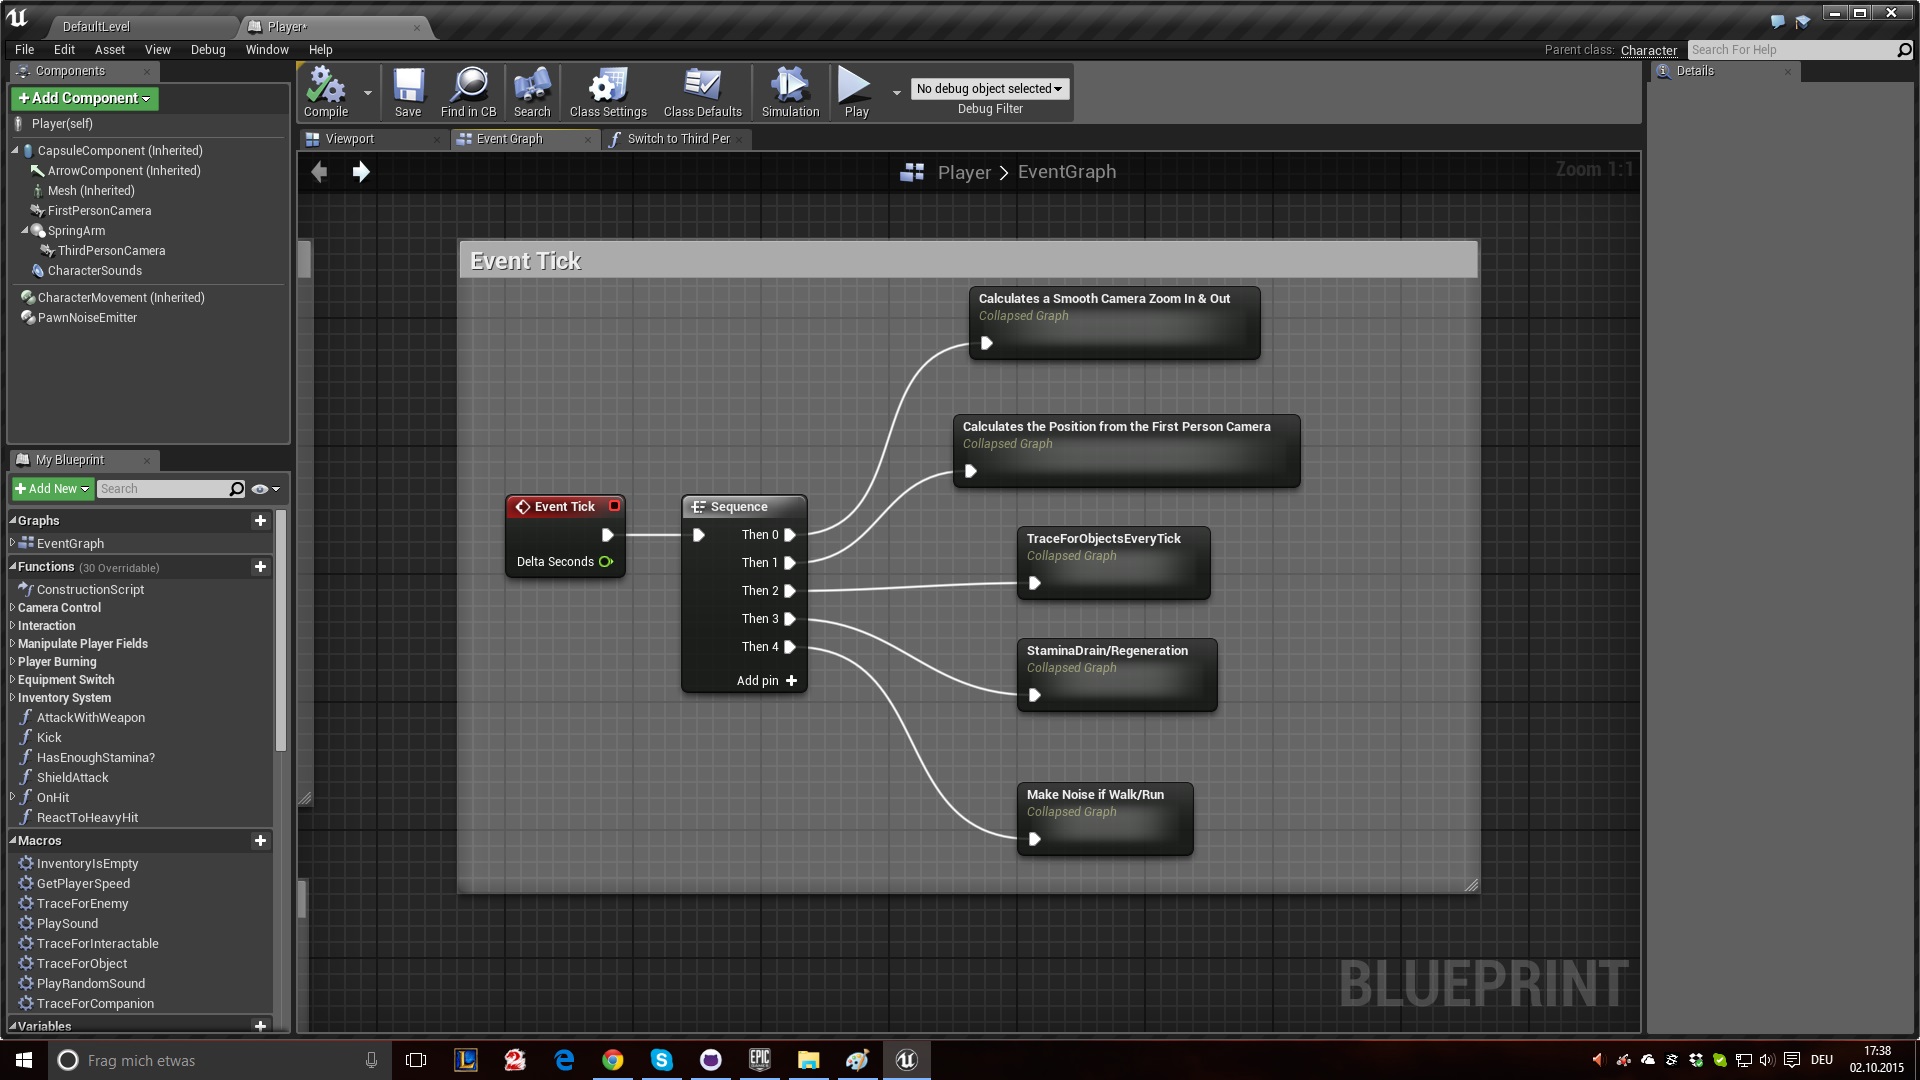 DefaultLevel
Player*
File Edit Asset View Debug Window Help
Parent class: Character
Search For Help
Components
Details
+Add Component
Player(self)
CapsuleComponent (Inherited)
ArrowComponent (Inherited)
Mesh (Inherited)
FirstPersonCamera
SpringArm
ThirdPersonCamera
CharacterSounds
CharacterMovement (Inherited)
PawnNoiseEmitter
Compile
Save
Find in CB
Search
Class Settings
Class Defaults
Simulation
Play
No debug object selected
Debug Filter
Viewport
Event Graph
Switch to Third Per
Player > EventGraph
Zoom 1:1
My Blueprint
+Add New
Search
Graphs
EventGraph
Functions (30 Overridable)
ConstructionScript
Camera Control
Interaction
Manipulate Player Fields
Player Burning
Equipment Switch
Inventory System
AttackWithWeapon
Kick
HasEnoughStamina?
ShieldAttack
OnHit
ReactToHeavyHit
Macros
InventoryIsEmpty
GetPlayerSpeed
TraceForEnemy
PlaySound
TraceForInteractable
TraceForObject
PlayRandomSound
TraceForCompanion
Variables
Event Tick
Event Tick
Delta Seconds
Sequence
Then 0
Then 1
Then 2
Then 3
Then 4
Add pin +
Calculates a Smooth Camera Zoom In & Out
Collapsed Graph
Calculates the Position from the First Person Camera
Collapsed Graph
TraceForObjectsEveryTick
Collapsed Graph
StaminaDrain/Regeneration
Collapsed Graph
Make Noise if Walk/Run
Collapsed Graph
BLUEPRINT
Frag mich etwas
EPIC
DEU
17:38
02.10.2015